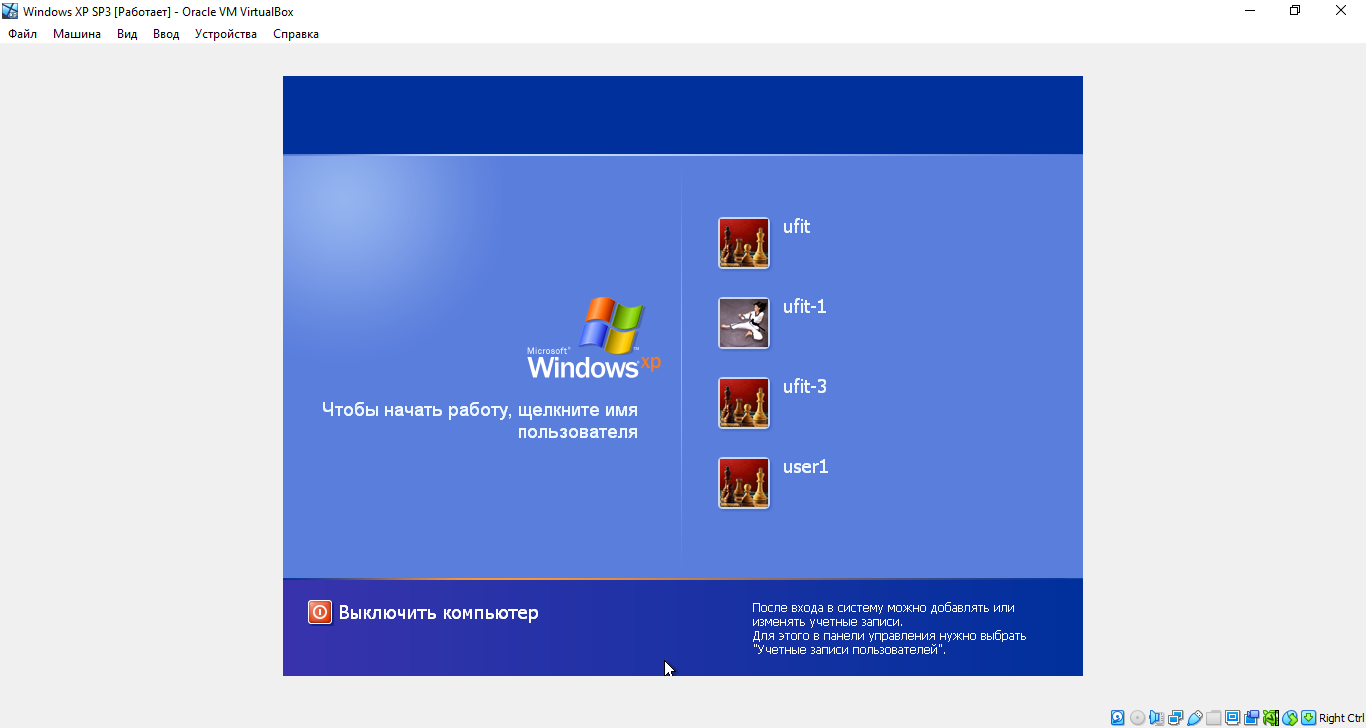 Windows XP SP3 [Работает] - Oracle VM VirtualBox
Файл Машина Вид Ввод Устройства Справка
ufit
ufit-1
Microsoft®
Windows xp™
ufit-3
Чтобы начать работу, щелкните имя
пользователя
user1
Выключить компьютер
После входа в систему можно добавлять или
изменять учетные записи.
Для этого в панели управления нужно выбрать
"Учетные записи пользователей".
Right Ctrl